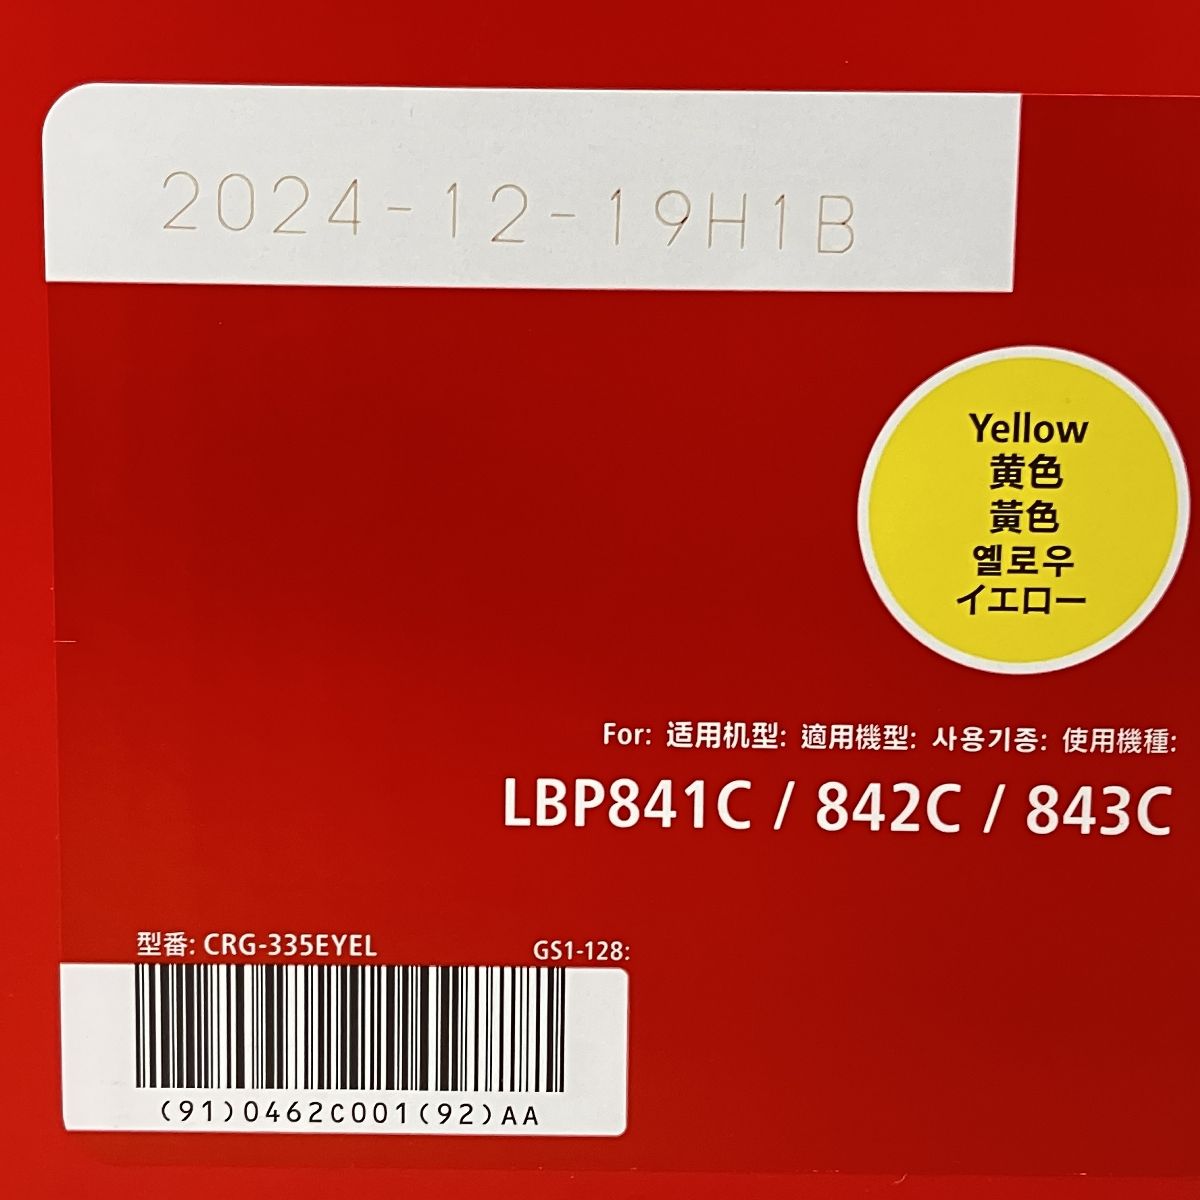 2024-12-19H1B
Yellow
黄色
黃色
옐로우
イエロー
For: 适用机型: 適用機型: 사용기종: 使用機種:
LBP841C / 842C / 843C
型番: CRG-335EYEL
GS1-128:
(91)0462C001(92)AA